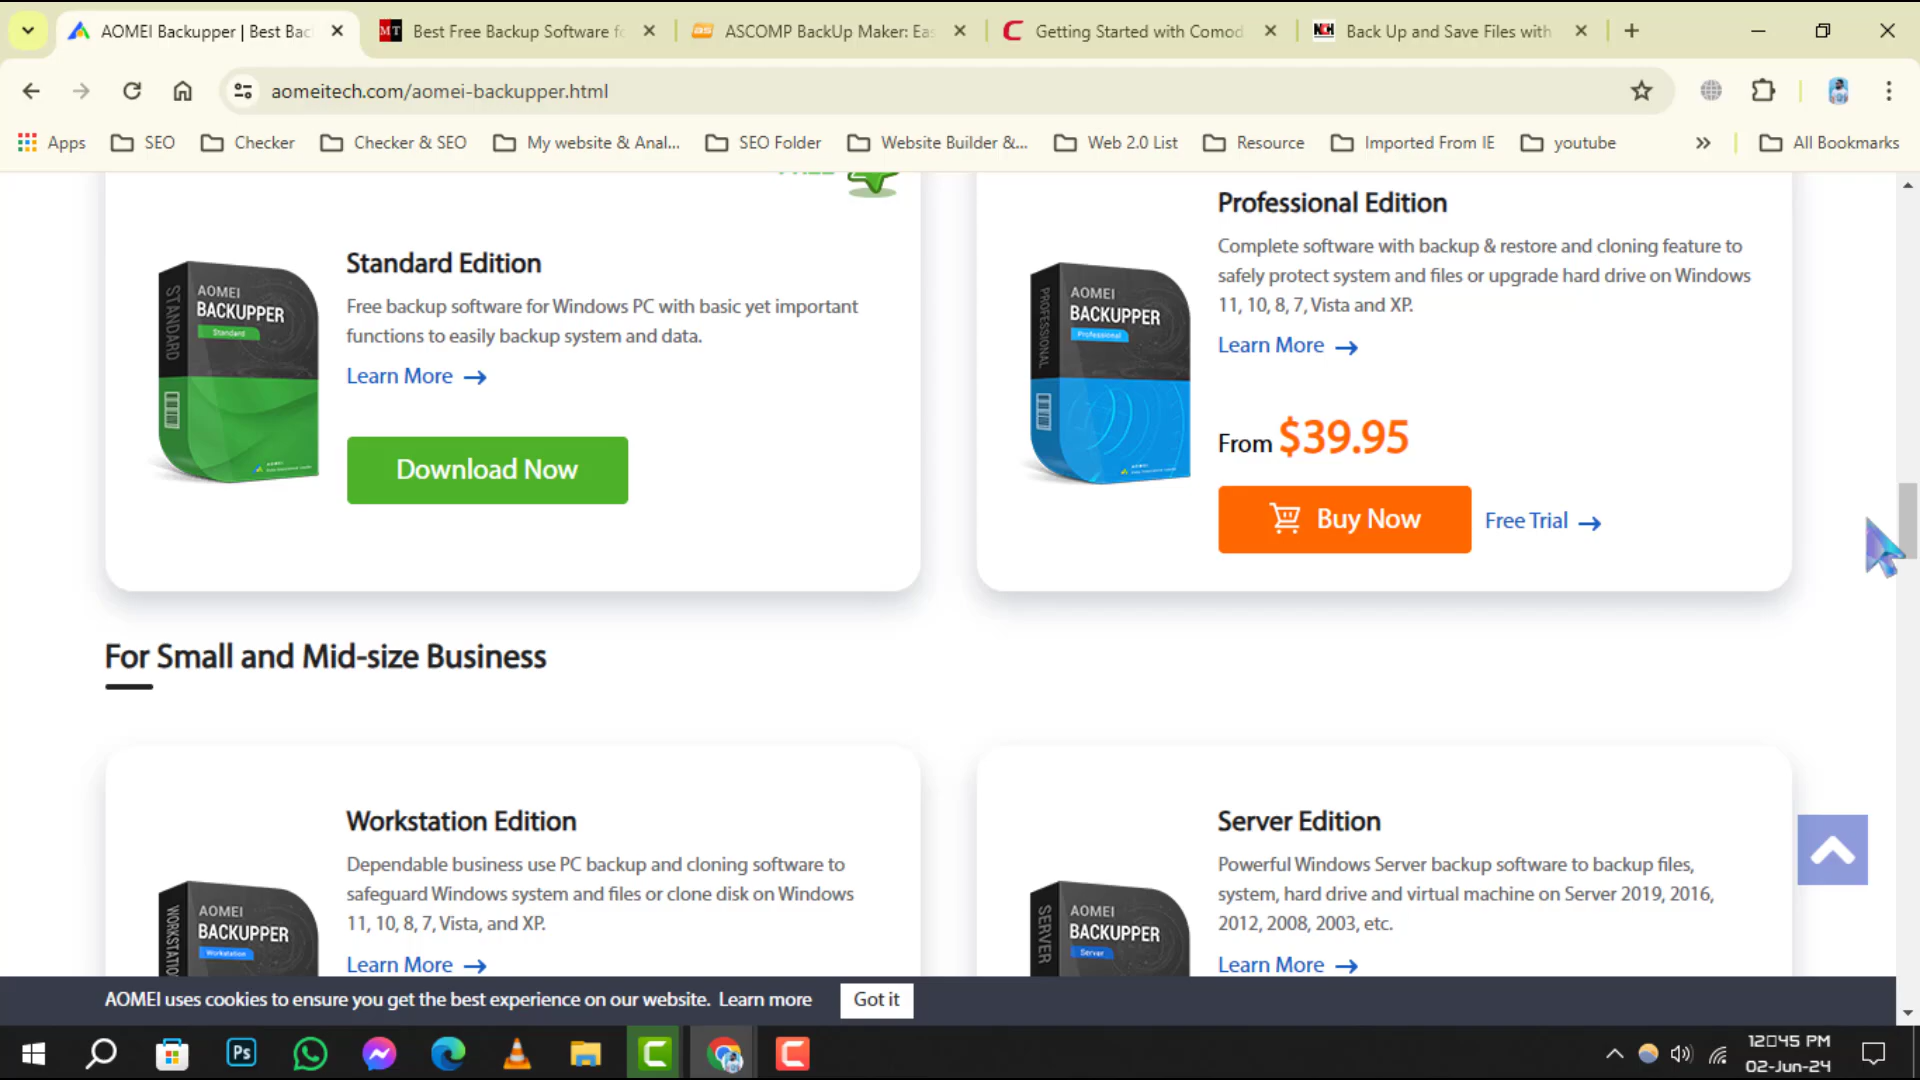 AOMEI Backupper | Best Bac
MT
Best Free Backup Software fo
ASCOMP BackUp Maker: Eas
Getting Started with Comod
NCH
Back Up and Save Files with
aomeitech.com/aomei-backupper.html
Apps
SEO
Checker
Checker & SEO
My website & Anal...
SEO Folder
Website Builder &...
Web 2.0 List
Resource
Imported From IE
youtube
All Bookmarks
Standard Edition
Free backup software for Windows PC with basic yet important
functions to easily backup system and data.
Learn More
Download Now
STANDARD
AOMEI
BACKUPPER
Standard
Professional Edition
Complete software with backup & restore and cloning feature to
safely protect system and files or upgrade hard drive on Windows
11, 10, 8, 7, Vista and XP.
Learn More
From $39.95
Buy Now
Free Trial
PROFESSIONAL
AOMEI
BACKUPPER
Professional
For Small and Mid-size Business
Workstation Edition
Dependable business use PC backup and cloning software to
safeguard Windows system and files or clone disk on Windows
11, 10, 8, 7, Vista, and XP.
Learn More
AOMEI
BACKUPPER
Workstation
Server Edition
Powerful Windows Server backup software to backup files,
system, hard drive and virtual machine on Server 2019, 2016,
2012, 2008, 2003, etc.
Learn More
SERVER
AOMEI
BACKUPPER
Server
AOMEI uses cookies to ensure you get the best experience on our website. Learn more
Got it
Ps
12:45 PM
02-Jun-24